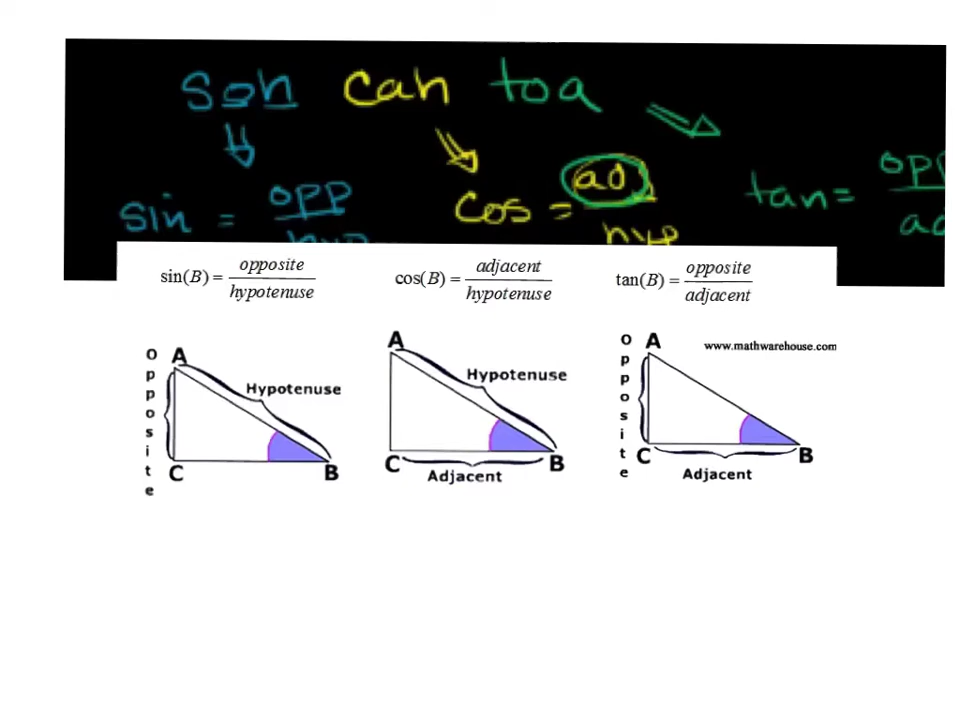 Soh cah toa
sin = opp
cos = adj
hyp
tan =
sin(B) = opposite / hypotenuse
cos(B) = adjacent / hypotenuse
tan(B) = opposite / adjacent
www.mathwarehouse.com
opposite
A
Hypotenuse
C
B
A
Hypotenuse
C
Adjacent
B
opposite
A
C
Adjacent
B